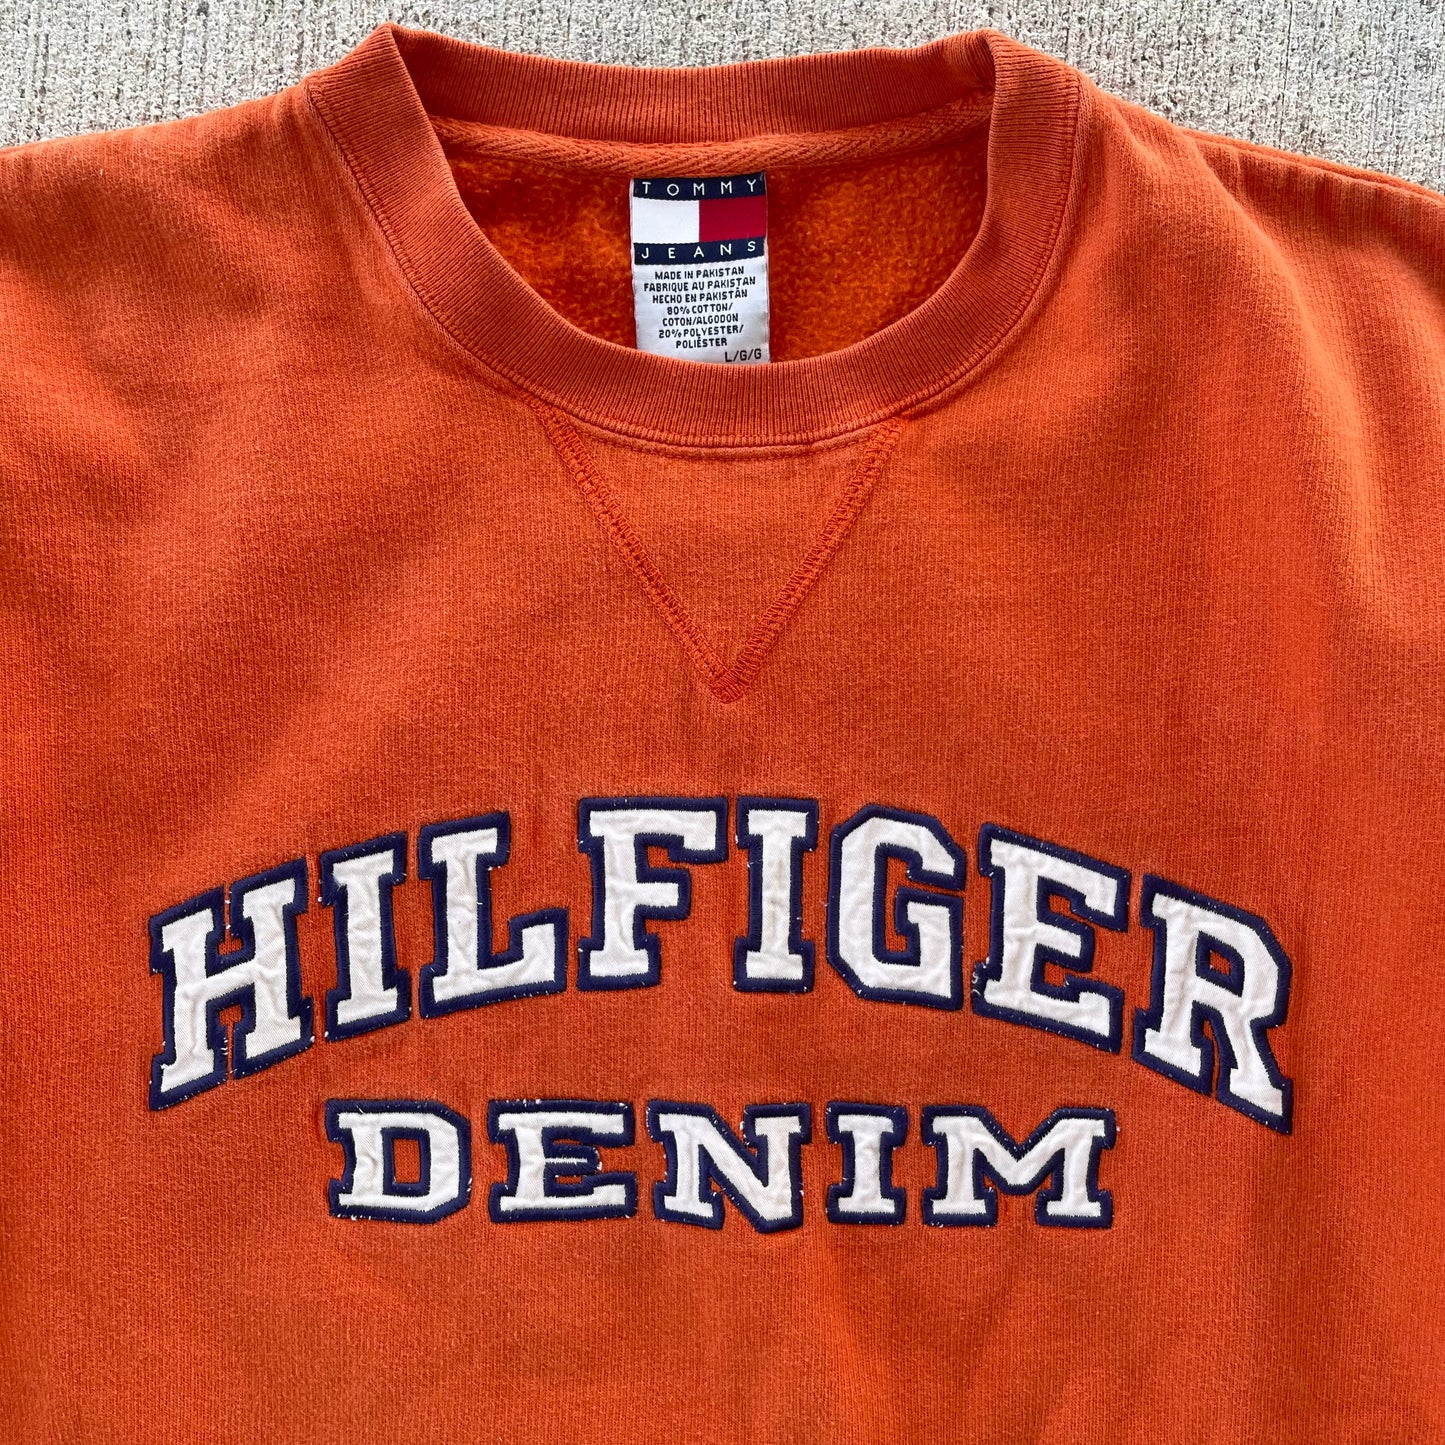 TOMMY
JEANS
MADE IN PAKISTAN
FABRIQUE AU PAKISTAN
HECHO EN PAKISTÁN
80% COTTON/
COTON/ALGODON
20% POLYESTER/
POLIÉSTER
L/G/G
HILFIGER
DENIM